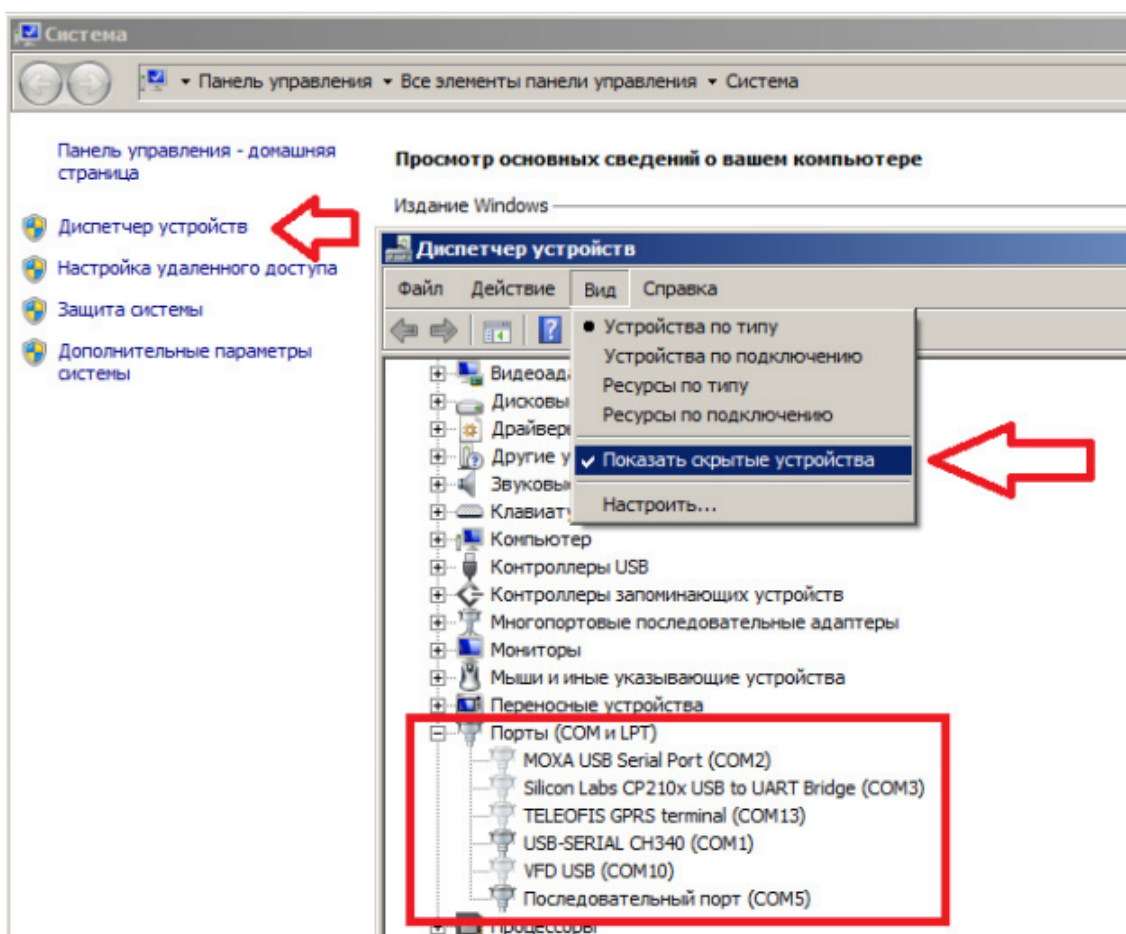 Система
Панель управления
Все элементы панели управления
Система
Панель управления - домашняя
страница
Диспетчер устройств
Настройка удаленного доступа
Защита системы
Дополнительные параметры
системы
Просмотр основных сведений о вашем компьютере
Издание Windows
Диспетчер устройств
Файл Действие Вид Справка
Устройства по типу
Устройства по подключению
Ресурсы по типу
Ресурсы по подключению
Показать скрытые устройства
Настроить...
Компьютер
Контроллеры USB
Контроллеры запоминающих устройств
Многопортовые последовательные адаптеры
Мониторы
Мыши и иные указывающие устройства
Переносные устройства
Порты (COM и LPT)
MOXA USB Serial Port (COM2)
Silicon Labs CP210x USB to UART Bridge (COM3)
TELEOFIS GPRS terminal (COM13)
USB-SERIAL CH340 (COM1)
VFD USB (COM10)
Последовательный порт (COM5)
Процессоры